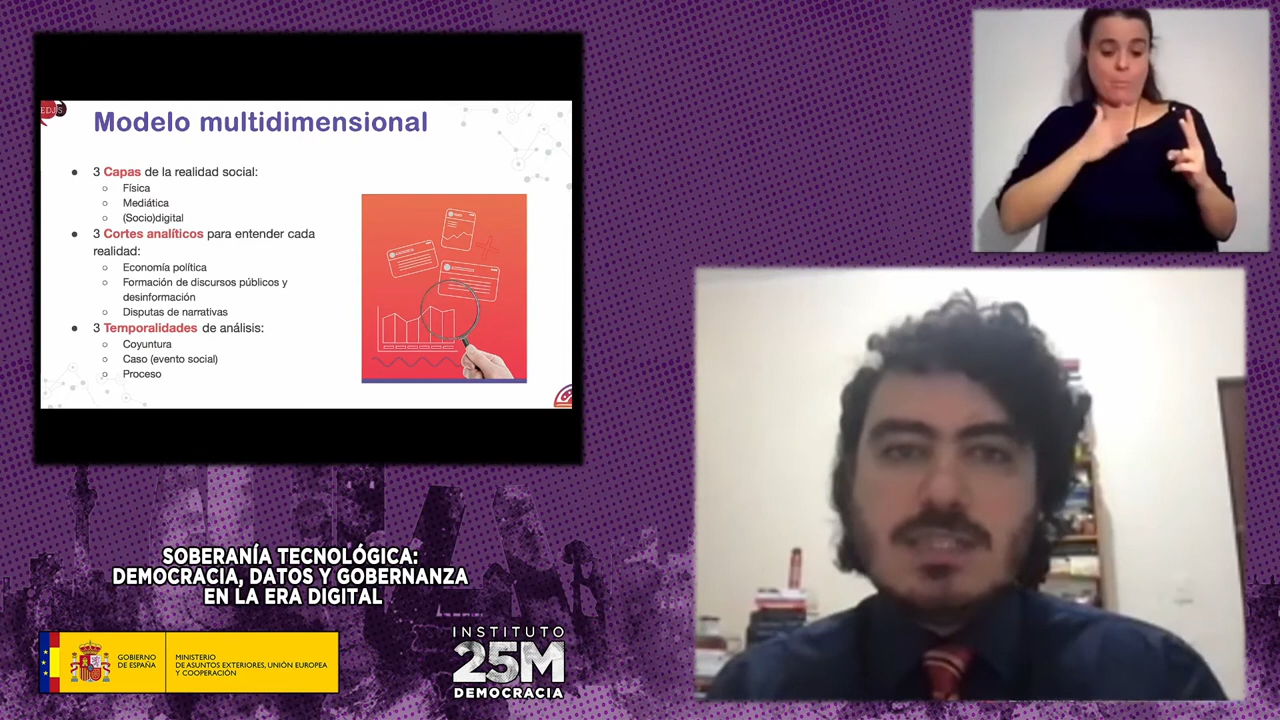 EDJS
Modelo multidimensional
● 3 Capas de la realidad social:
○ Física
○ Mediática
○ (Socio)digital
● 3 Cortes analíticos para entender cada
realidad:
○ Economía política
○ Formación de discursos públicos y
desinformación
○ Disputas de narrativas
● 3 Temporalidades de análisis:
○ Coyuntura
○ Caso (evento social)
○ Proceso
SOBERANÍA TECNOLÓGICA:
DEMOCRACIA, DATOS Y GOBERNANZA
EN LA ERA DIGITAL
GOBIERNO
DE ESPAÑA
MINISTERIO
DE ASUNTOS EXTERIORES, UNIÓN EUROPEA
Y COOPERACIÓN
INSTITUTO
25M
DEMOCRACIA